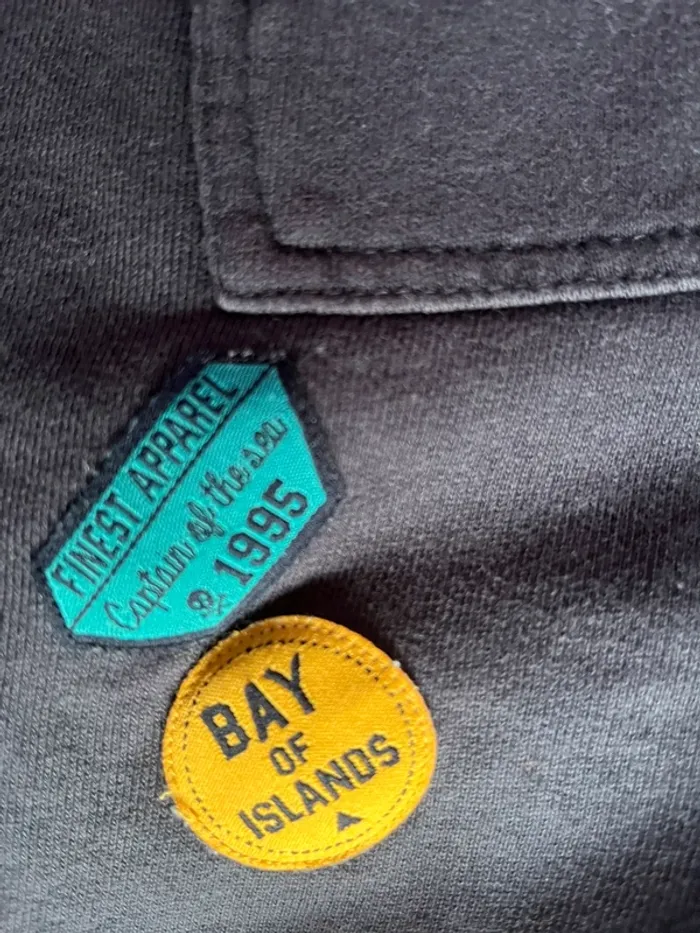 FINEST APPAREL
Captain of the sea
1995
BAY
OF
ISLANDS